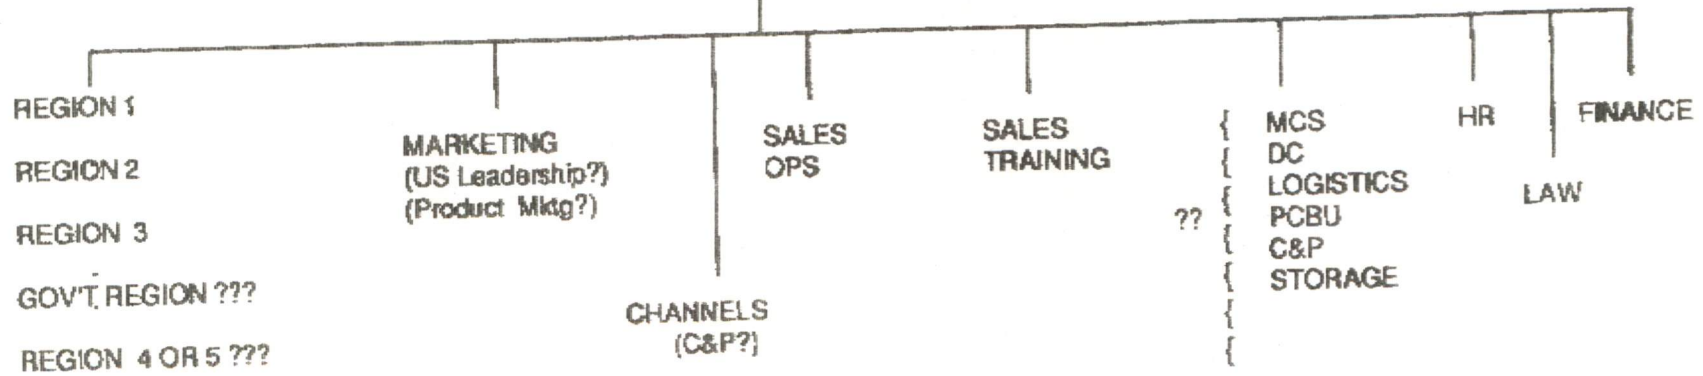 REGION 1
REGION 2
REGION 3
GOV'T. REGION ???
REGION 4 OR 5 ???
MARKETING
(US Leadership?)
(Product Mktg?)
CHANNELS
(C&P?)
SALES
OPS
SALES
TRAINING
??
{ MCS
{ DC
{ LOGISTICS
{ PCBU
{ C&P
{ STORAGE
{
{
HR
LAW
FINANCE